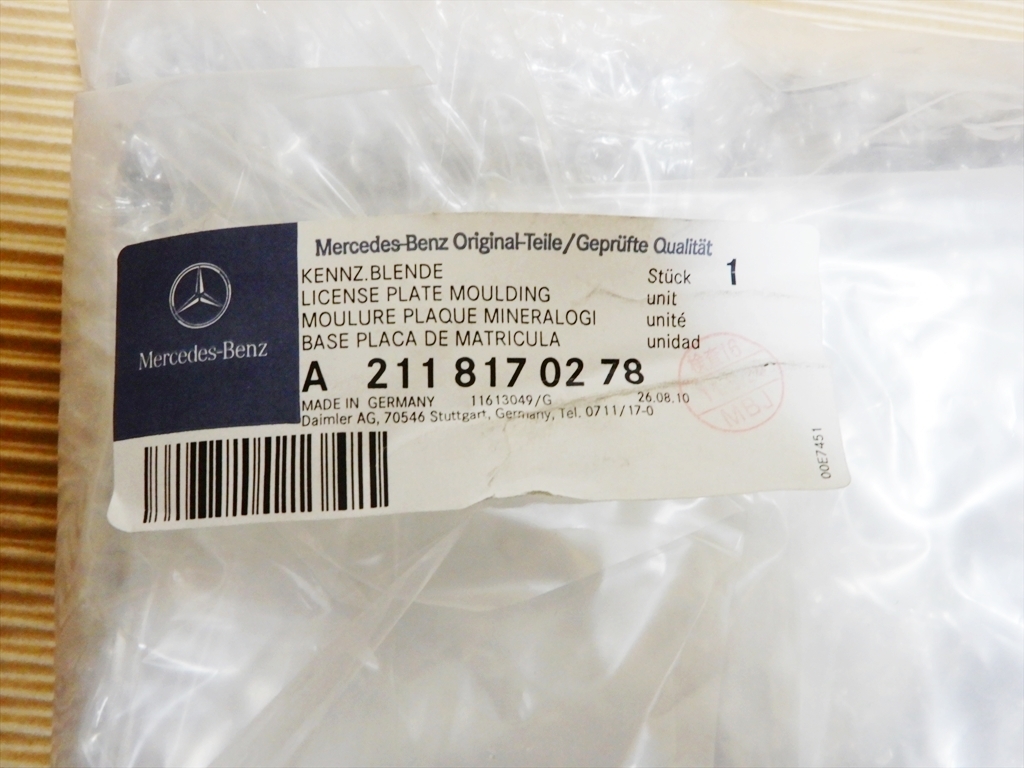 Mercedes-Benz
Mercedes-Benz Original-Teile/Geprüfte Qualität
KENNZ.BLENDE Stück 1
LICENSE PLATE MOULDING unit
MOULURE PLAQUE MINERALOGI unité
BASE PLACA DE MATRICULA unidad
A 211 817 02 78
MADE IN GERMANY 11613049/G 26.08.10
Daimler AG, 70546 Stuttgart, Germany, Tel. 0711/17-0
MBJ
00E7451